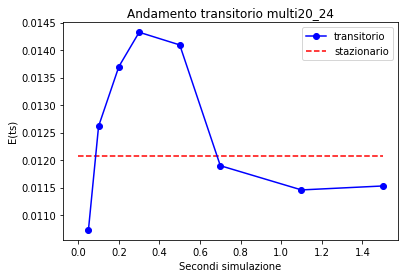 Andamento transitorio multi20_24
transitorio
stazionario
E(ts)
0.0145
0.0140
0.0135
0.0130
0.0125
0.0120
0.0115
0.0110
0.0 0.2 0.4 0.6 0.8 1.0 1.2 1.4
Secondi simulazione